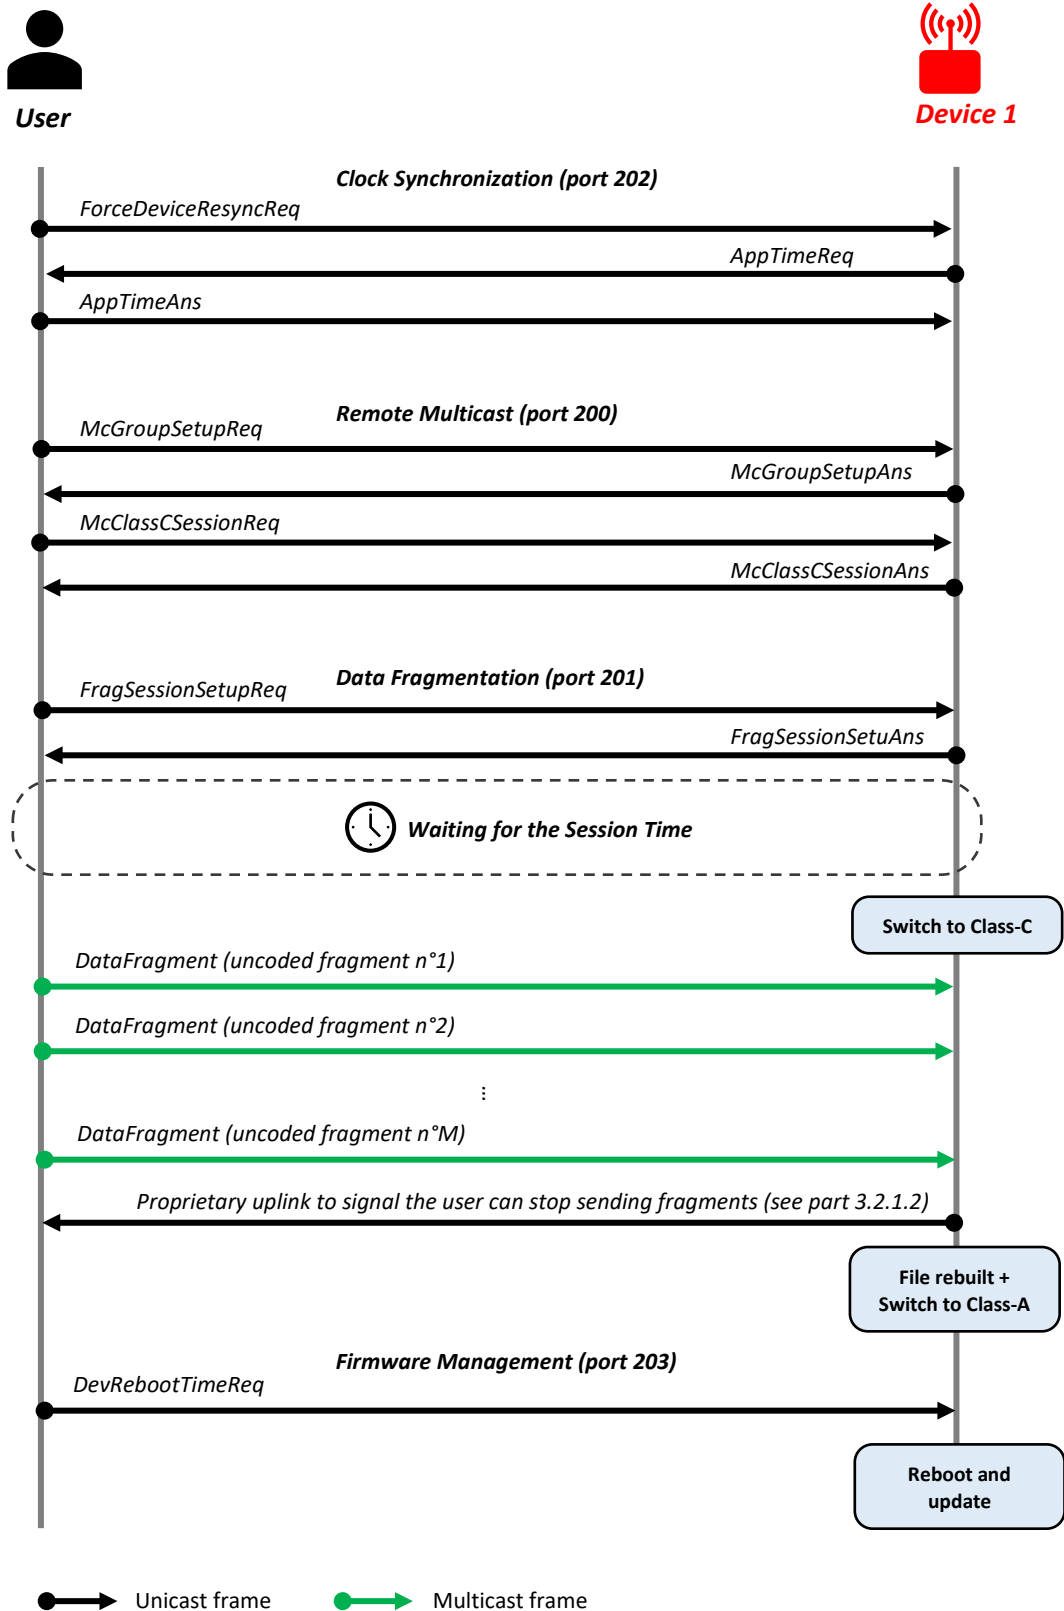 User
Device 1
Clock Synchronization (port 202)
ForceDeviceResyncReq
AppTimeReq
AppTimeAns
Remote Multicast (port 200)
McGroupSetupReq
McGroupSetupAns
McClassCSessionReq
McClassCSessionAns
Data Fragmentation (port 201)
FragSessionSetupReq
FragSessionSetuAns
Waiting for the Session Time
Switch to Class-C
DataFragment (uncoded fragment n°1)
DataFragment (uncoded fragment n°2)
...
DataFragment (uncoded fragment n°M)
Proprietary uplink to signal the user can stop sending fragments (see part 3.2.1.2)
File rebuilt +
Switch to Class-A
Firmware Management (port 203)
DevRebootTimeReq
Reboot and
update
Unicast frame
Multicast frame